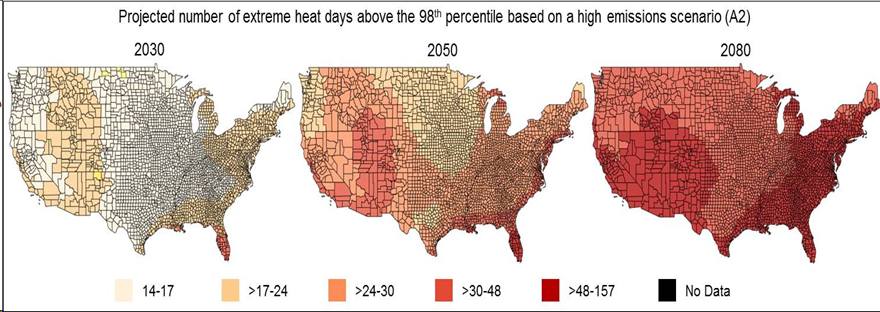 Projected number of extreme heat days above the 98th percentile based on a high emissions scenario (A2)
2030 2050 2080
14-17 >17-24 >24-30 >30-48 >48-157 No Data